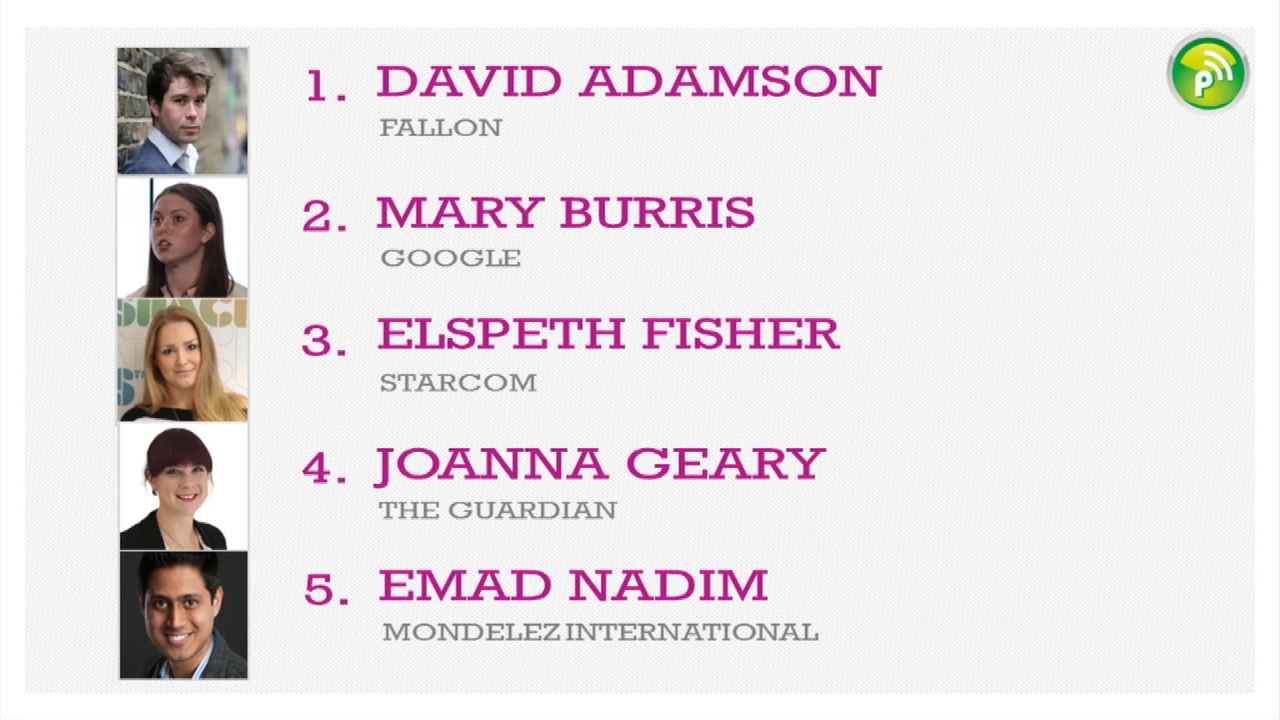 1. DAVID ADAMSON
FALLON
2. MARY BURRIS
GOOGLE
3. ELSPETH FISHER
STARCOM
4. JOANNA GEARY
THE GUARDIAN
5. EMAD NADIM
MONDELEZ INTERNATIONAL
P